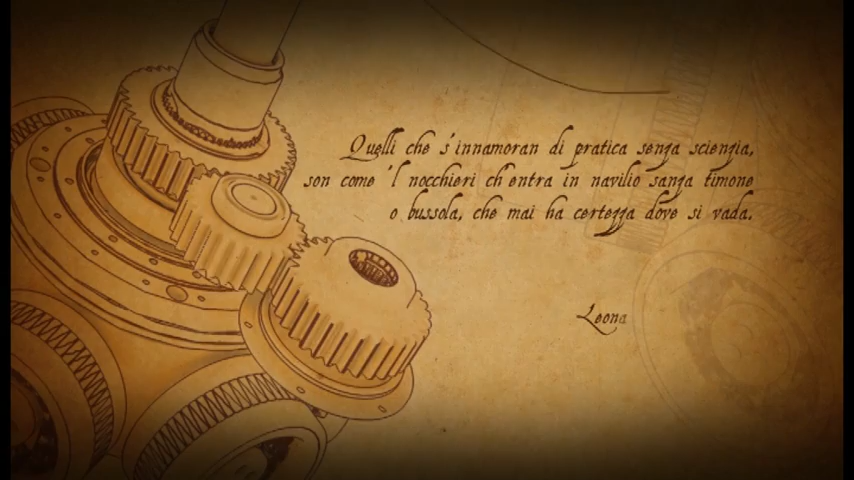 Quelli che s'innamoran di pratica senza scienzia,
son come 'l nocchieri ch'entra in navilio sanza timone
o bussola, che mai ha certezza dove si vada.
Leona